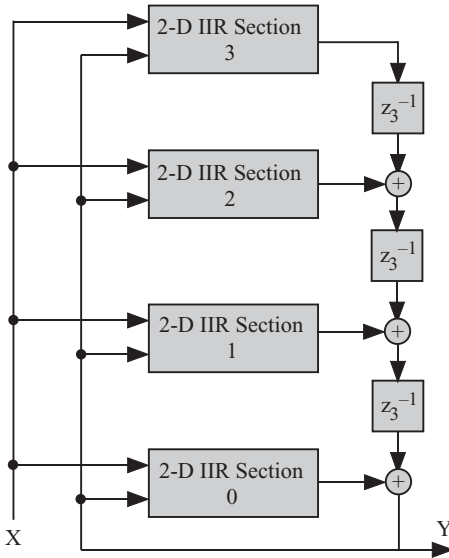 2-D IIR Section
3
z₃⁻¹
2-D IIR Section
2
+
z₃⁻¹
2-D IIR Section
1
+
z₃⁻¹
2-D IIR Section
0
+
X
Y